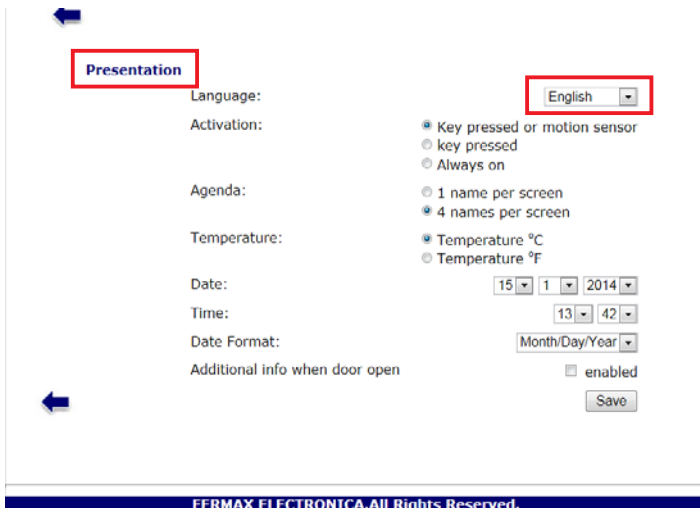 Presentation
Language: English
Activation: Key pressed or motion sensor
key pressed
Always on
Agenda: 1 name per screen
4 names per screen
Temperature: Temperature ºC
Temperature ºF
Date: 15 1 2014
Time: 13 42
Date Format: Month/Day/Year
Additional info when door open enabled
Save
FERMAX ELECTRONICA.All Rights Reserved.